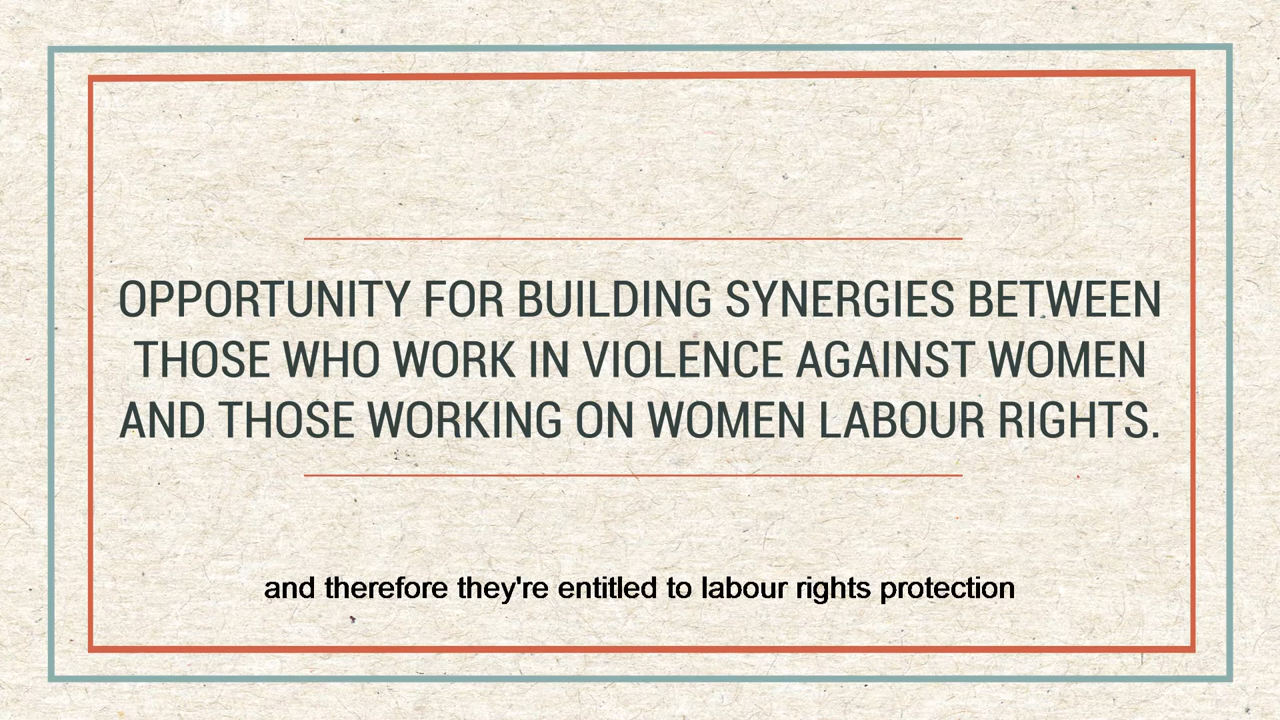 OPPORTUNITY FOR BUILDING SYNERGIES BETWEEN
THOSE WHO WORK IN VIOLENCE AGAINST WOMEN
AND THOSE WORKING ON WOMEN LABOUR RIGHTS.
and therefore they're entitled to labour rights protection